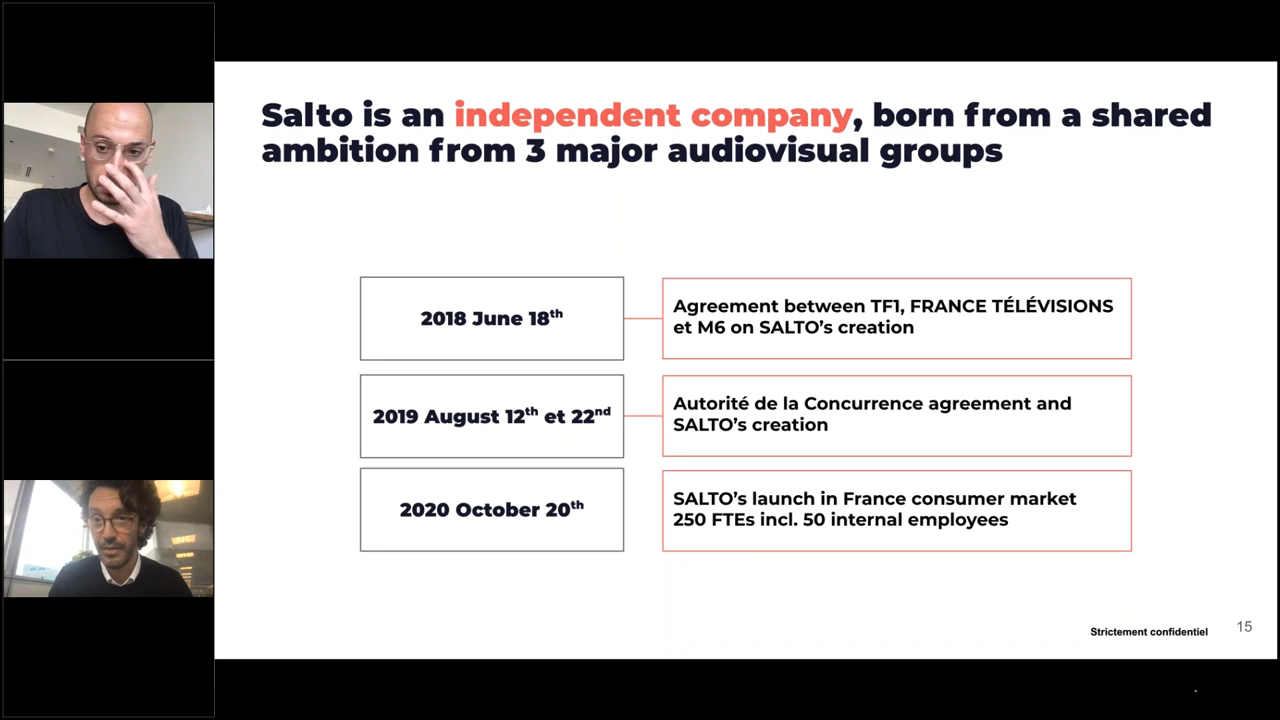 Salto is an independent company, born from a shared
ambition from 3 major audiovisual groups
2018 June 18th
Agreement between TF1, FRANCE TÉLÉVISIONS
et M6 on SALTO’s creation
2019 August 12th et 22nd
Autorité de la Concurrence agreement and
SALTO’s creation
2020 October 20th
SALTO’s launch in France consumer market
250 FTEs incl. 50 internal employees
Strictement confidentiel
15